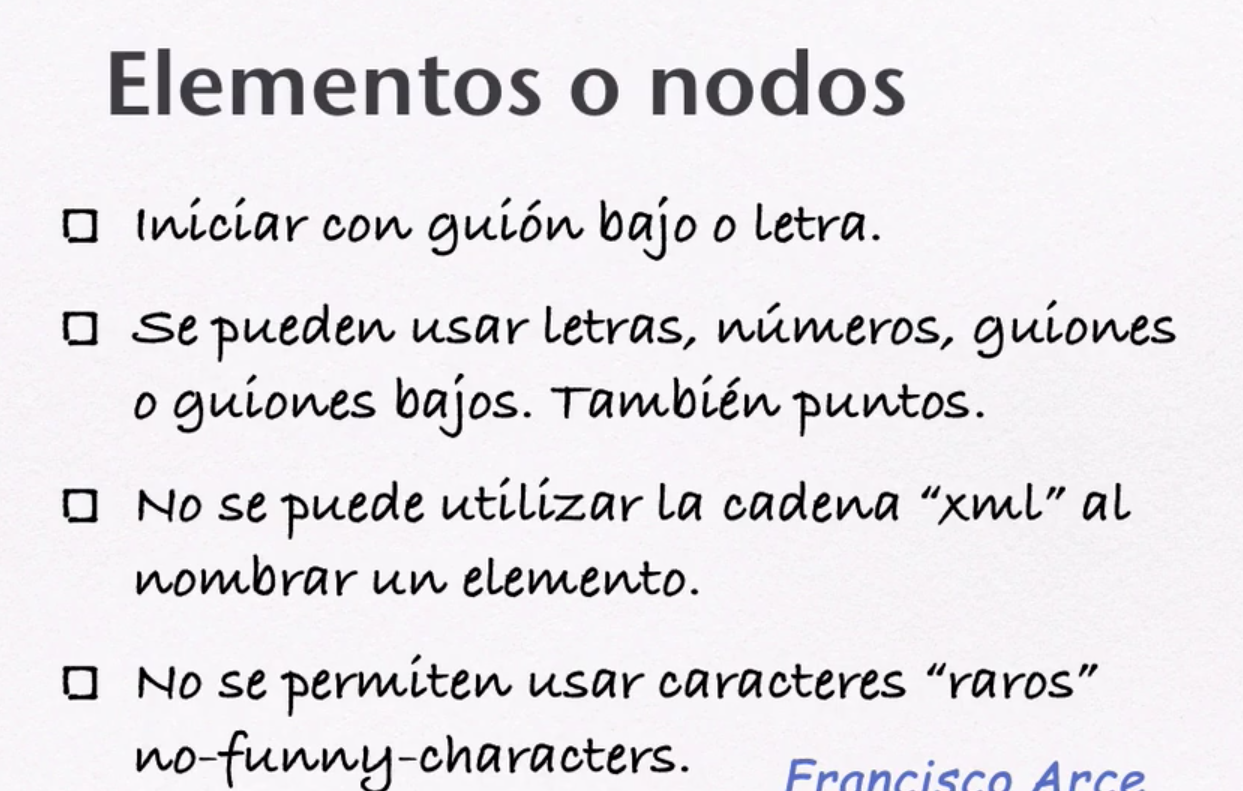 Elementos o nodos
Iniciar con guión bajo o letra.
Se pueden usar letras, números, guiones
o guiones bajos. También puntos.
No se puede utilizar la cadena “xml” al
nombrar un elemento.
No se permiten usar caracteres “raros”
no-funny-characters.
Francisco Arce